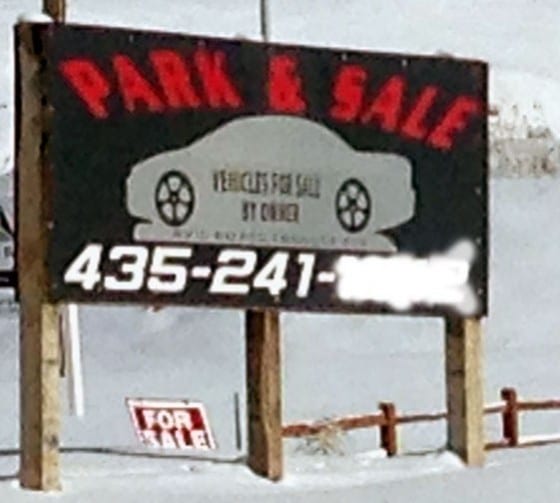 PARK & SALE
VEHICLES FOR SALE
BY OWNER
435-241-
FOR
SALE